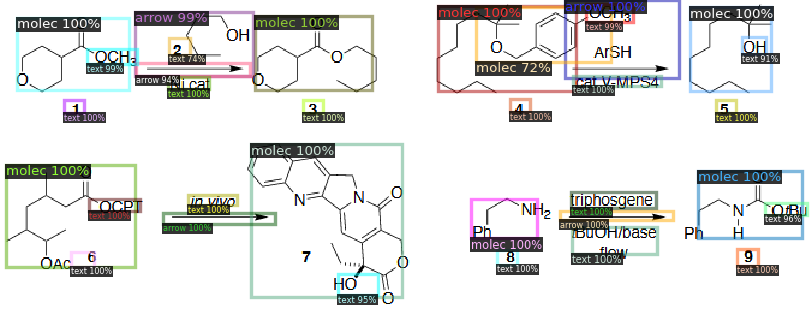 molec 100%
O
OCH3
text 99%
1
text 100%
arrow 99%
2
text 74%
OH
arrow 94%
Ni cat
text 100%
molec 100%
O
O
3
text 100%
molec 100%
O
molec 72%
4
text 100%
arrow 100%
OCH3
text 99%
ArSH
cat V-MPS4
text 100%
molec 100%
OH
text 91%
5
text 100%
molec 100%
OCPT
text 100%
OAc
6
text 100%
in vivo
text 100%
arrow 100%
molec 100%
N
N
O
O
O
HO
text 95%
7
NH2
Ph
molec 100%
8
text 100%
triphosgene
text 100%
arrow 100%
tBuOH/base
flow
text 100%
molec 100%
O
OtBu
text 96%
N
H
Ph
9
text 100%